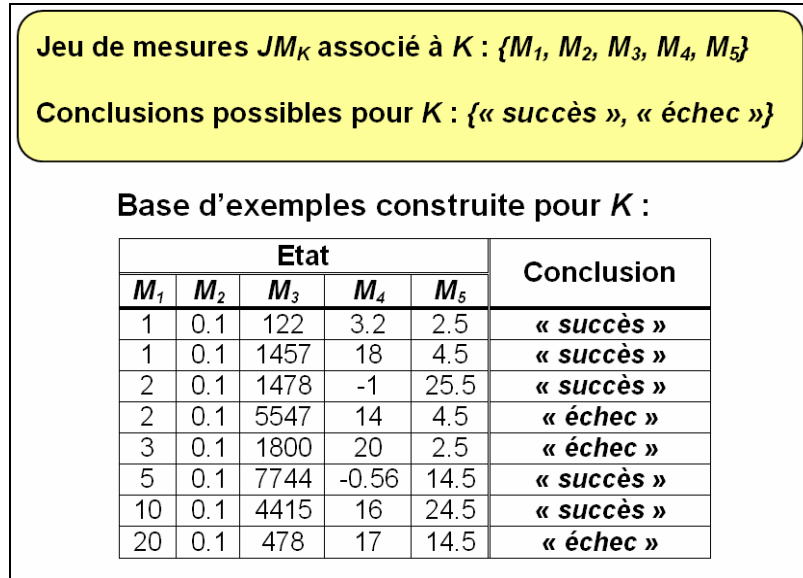 Jeu de mesures JMK associé à K : {M1, M2, M3, M4, M5}
Conclusions possibles pour K : {« succès », « échec »}
Base d'exemples construite pour K :
Etat Conclusion
M1 M2 M3 M4 M5
1 0.1 122 3.2 2.5 « succès »
1 0.1 1457 18 4.5 « succès »
2 0.1 1478 -1 25.5 « succès »
2 0.1 5547 14 4.5 « échec »
3 0.1 1800 20 2.5 « échec »
5 0.1 7744 -0.56 14.5 « succès »
10 0.1 4415 16 24.5 « succès »
20 0.1 478 17 14.5 « échec »